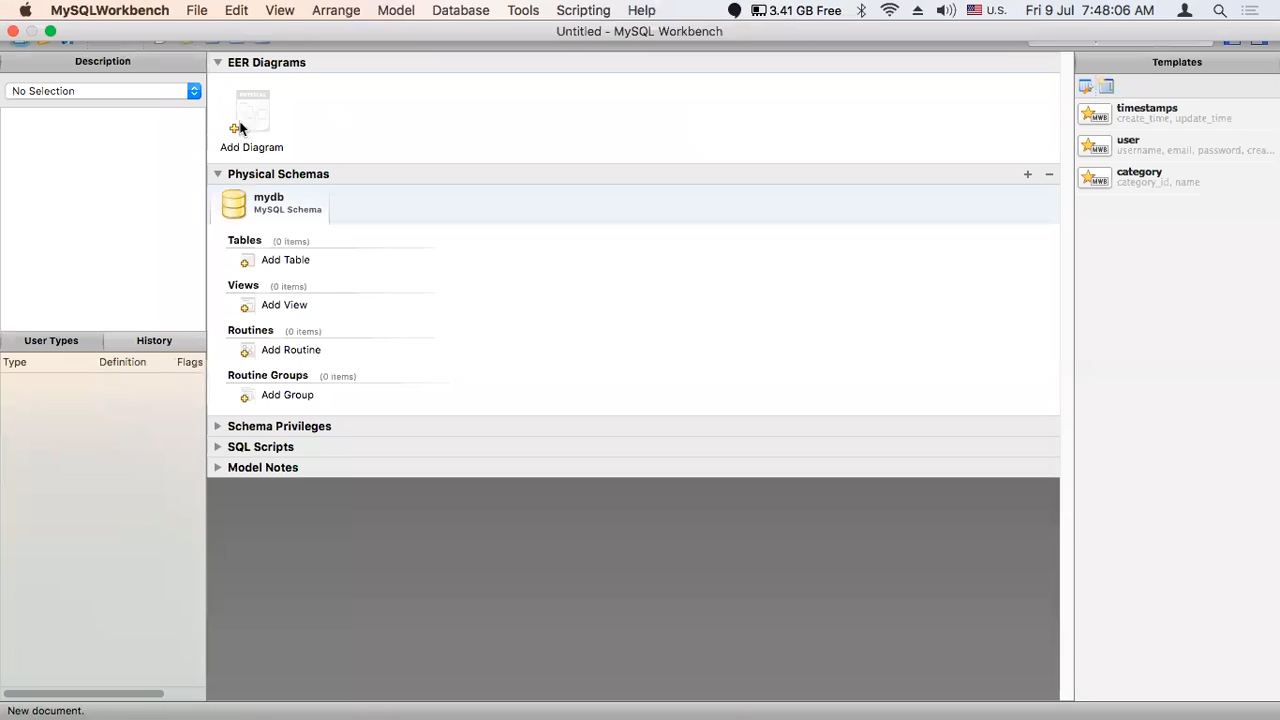 MySQLWorkbench File Edit View Arrange Model Database Tools Scripting Help 3.41 GB Free U.S. Fri 9 Jul 7:48:06 AM
Untitled - MySQL Workbench
Description
No Selection
User Types History
Type Definition Flags
EER Diagrams
PHYSICAL
Add Diagram
Physical Schemas
mydb
MySQL Schema
Tables (0 items)
Add Table
Views (0 items)
Add View
Routines (0 items)
Add Routine
Routine Groups (0 items)
Add Group
Schema Privileges
SQL Scripts
Model Notes
Templates
MWB timestamps
create_time, update_time
MWB user
username, email, password, crea...
MWB category
category_id, name
New document.